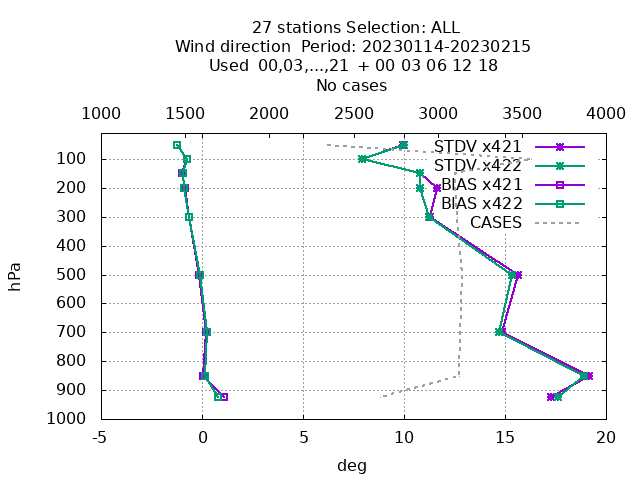 27 stations Selection: ALL
Wind direction  Period: 20230114-20230215
Used  00,03,...,21  + 00 03 06 12 18
No cases
1000 1500 2000 2500 3000 3500 4000
STDV x421
STDV x422
BIAS x421
BIAS x422
CASES
100
200
300
400
500
600
700
800
900
1000
hPa
-5 0 5 10 15 20
deg